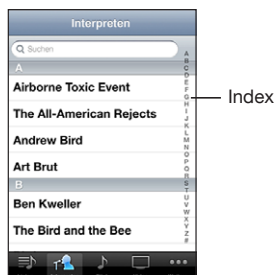 Interpreten
Suchen
A
Airborne Toxic Event
The All-American Rejects
Andrew Bird
Art Brut
B
Ben Kweller
The Bird and the Bee
A
B
C
D
E
F
G
H
I
J
K
L
M
N
O
P
Q
R
S
T
U
V
W
X
Y
Z
#
Index